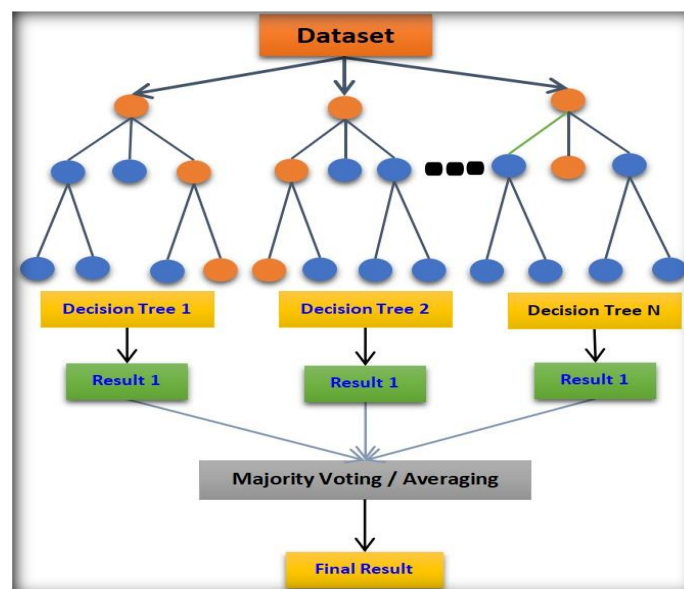 Dataset
Decision Tree 1
Decision Tree 2
Decision Tree N
Result 1
Result 1
Result 1
Majority Voting / Averaging
Final Result